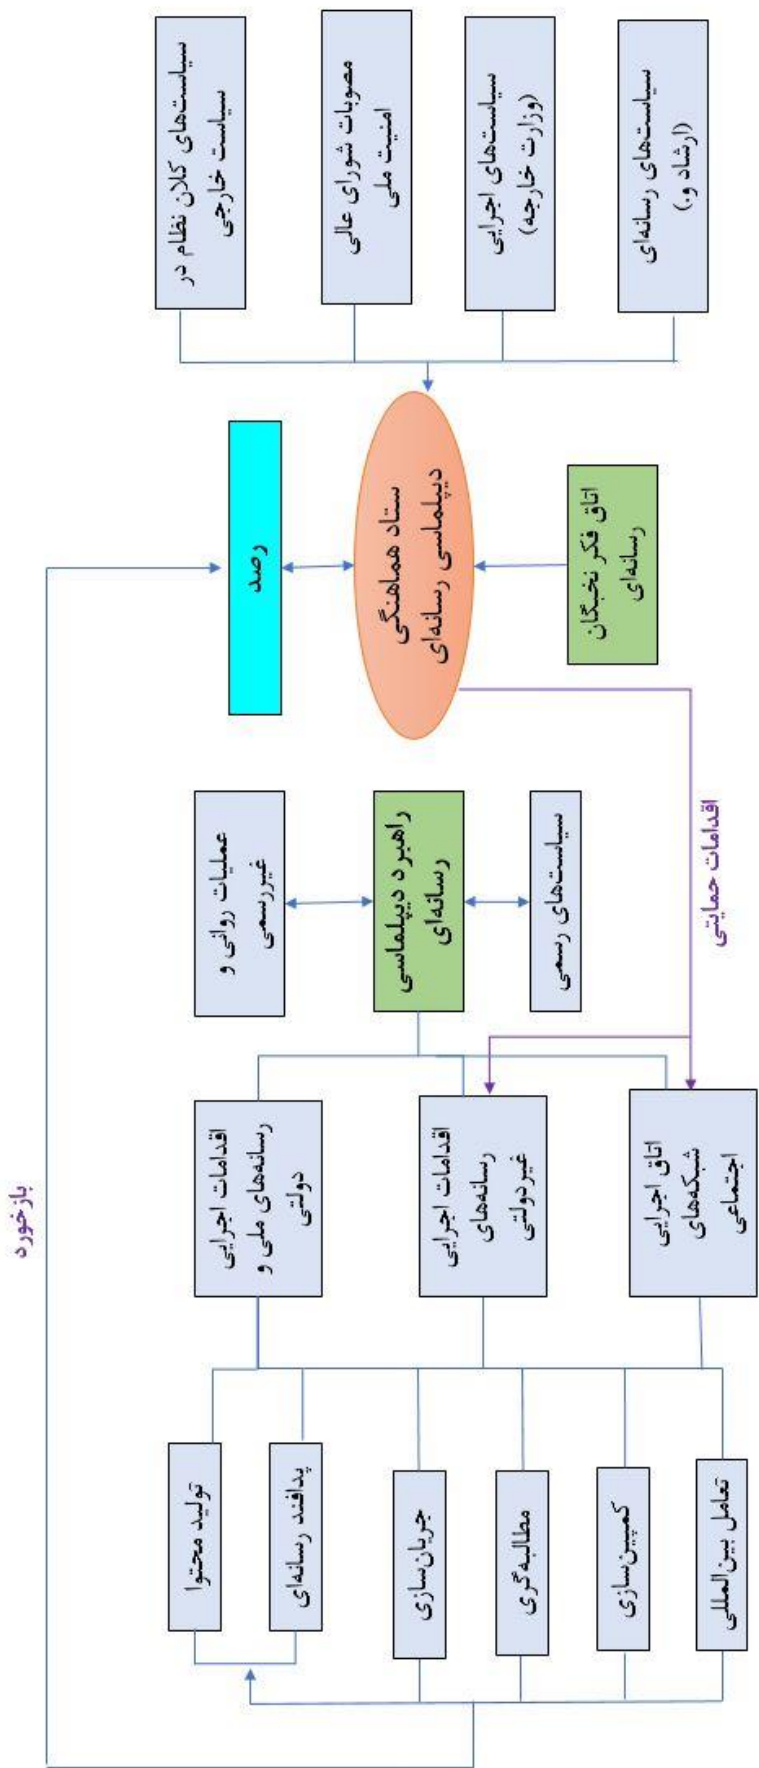 سیاست‌های رسانه‌ای
(ارشاد و.)
سیاست‌های اجرایی
(وزارت خارجه)
مصوبات شورای عالی
امنیت ملی
سیاست‌های کلان نظام در
سیاست خارجی
اتاق فکر نخبگان
رسانه‌ای
ستاد هماهنگی
دیپلماسی رسانه‌ای
رصد
اقدامات حمایتی
سیاست‌های رسمی
راهبرد دیپلماسی
رسانه‌ای
عملیات روانی و
غیررسمی
اتاق اجرایی
شبکه‌های
اجتماعی
اقدامات اجرایی
رسانه‌های
غیردولتی
اقدامات اجرایی
رسانه‌های ملی و
دولتی
تعامل بین‌المللی
کمپین‌سازی
مطالبه‌گری
جریان‌سازی
پدافند رسانه‌ای
تولید محتوا
بازخورد